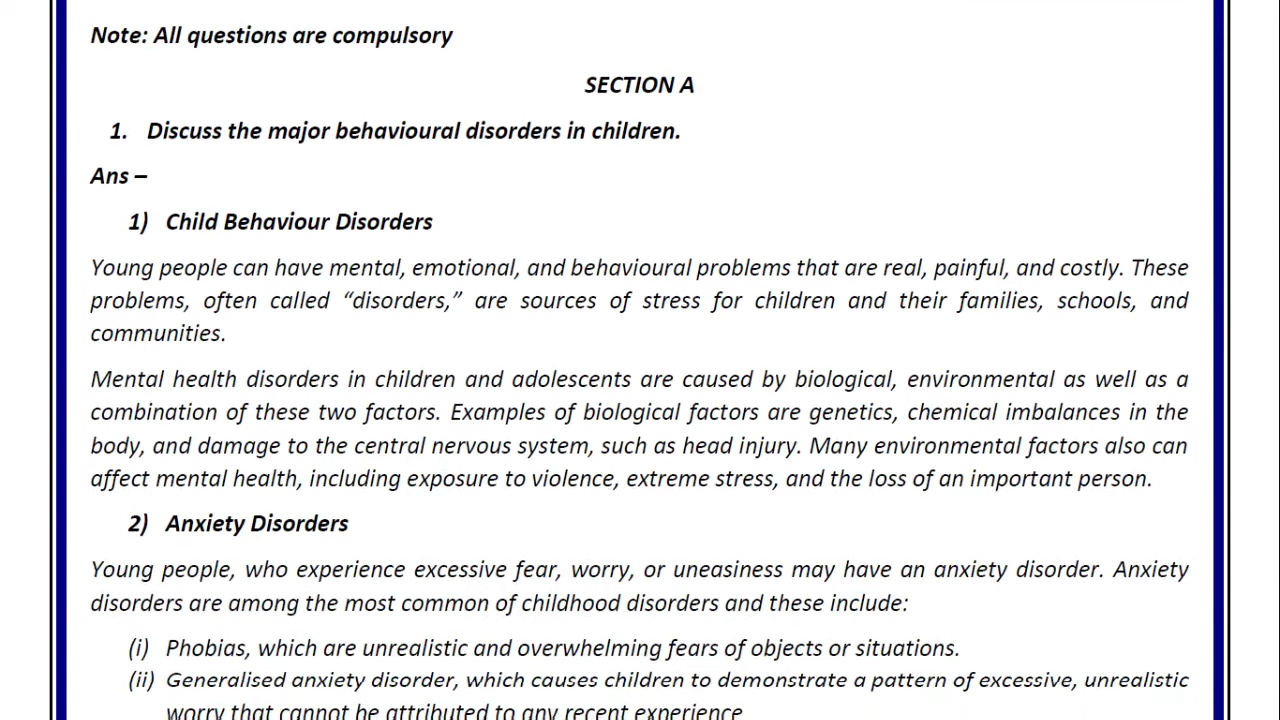 Note: All questions are compulsory
SECTION A
1. Discuss the major behavioural disorders in children.
Ans –
1) Child Behaviour Disorders
Young people can have mental, emotional, and behavioural problems that are real, painful, and costly. These
problems, often called “disorders,” are sources of stress for children and their families, schools, and
communities.
Mental health disorders in children and adolescents are caused by biological, environmental as well as a
combination of these two factors. Examples of biological factors are genetics, chemical imbalances in the
body, and damage to the central nervous system, such as head injury. Many environmental factors also can
affect mental health, including exposure to violence, extreme stress, and the loss of an important person.
2) Anxiety Disorders
Young people, who experience excessive fear, worry, or uneasiness may have an anxiety disorder. Anxiety
disorders are among the most common of childhood disorders and these include:
(i) Phobias, which are unrealistic and overwhelming fears of objects or situations.
(ii) Generalised anxiety disorder, which causes children to demonstrate a pattern of excessive, unrealistic
worry that cannot be attributed to any recent experience